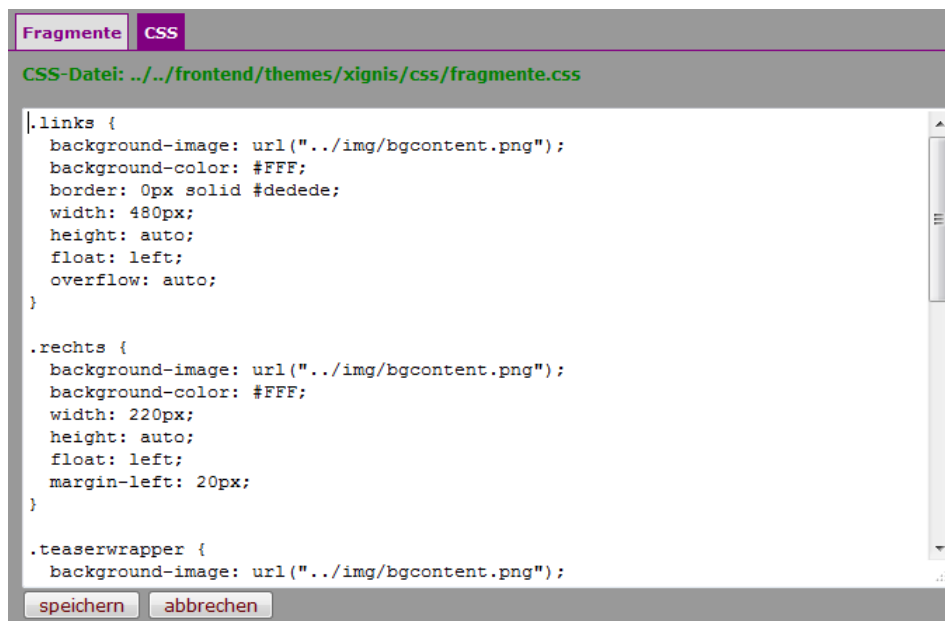 Fragmente CSS
CSS-Datei: ../../frontend/themes/xignis/css/fragmente.css
.links {
  background-image: url("../img/bgcontent.png");
  background-color: #FFF;
  border: 0px solid #dedede;
  width: 480px;
  height: auto;
  float: left;
  overflow: auto;
}
.rechts {
  background-image: url("../img/bgcontent.png");
  background-color: #FFF;
  width: 220px;
  height: auto;
  float: left;
  margin-left: 20px;
}
.teaserwrapper {
  background-image: url("../img/bgcontent.png");
speichern abbrechen